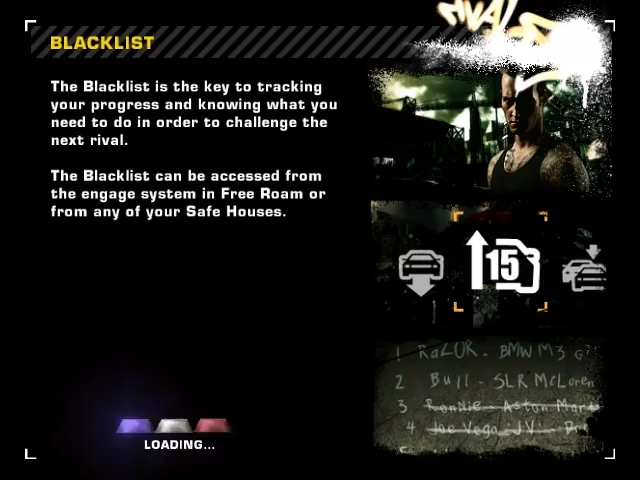 BLACKLIST
The Blacklist is the key to tracking
your progress and knowing what you
need to do in order to challenge the
next rival.
The Blacklist can be accessed from
the engage system in Free Roam or
from any of your Safe Houses.
15
1 RaZOR - BMW M3 G
2 Bull - SLR McLaren
3 Ronnie - Aston Mart
4 Joe Vega JV
LOADING...